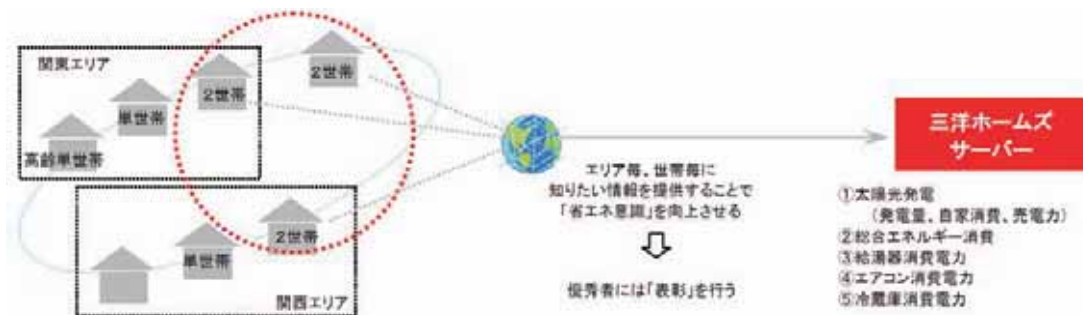 関東エリア
2世帯
2世帯
単世帯
高齢単世帯
2世帯
単世帯
関西エリア
エリア毎、世帯毎に
知りたい情報を提供することで
「省エネ意識」を向上させる
優秀者には「表彰」を行う
三洋ホームズ
サーバー
①太陽光発電
（発電量、自家消費、売電力）
②総合エネルギー消費
③給湯器消費電力
④エアコン消費電力
⑤冷蔵庫消費電力